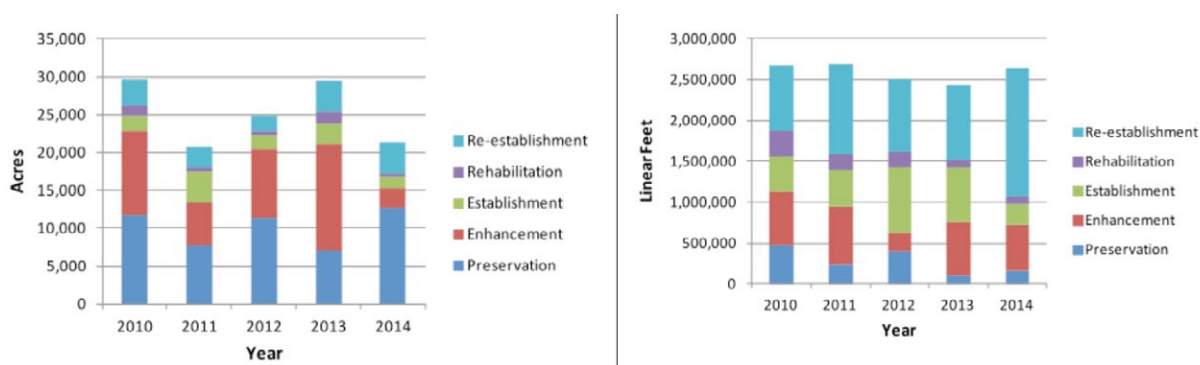 35,000
30,000
25,000
20,000
15,000
10,000
5,000
0
Acres
2010 2011 2012 2013 2014
Year
Re-establishment
Rehabilitation
Establishment
Enhancement
Preservation
3,000,000
2,500,000
2,000,000
1,500,000
1,000,000
500,000
0
Linear Feet
2010 2011 2012 2013 2014
Year
Re-establishment
Rehabilitation
Establishment
Enhancement
Preservation